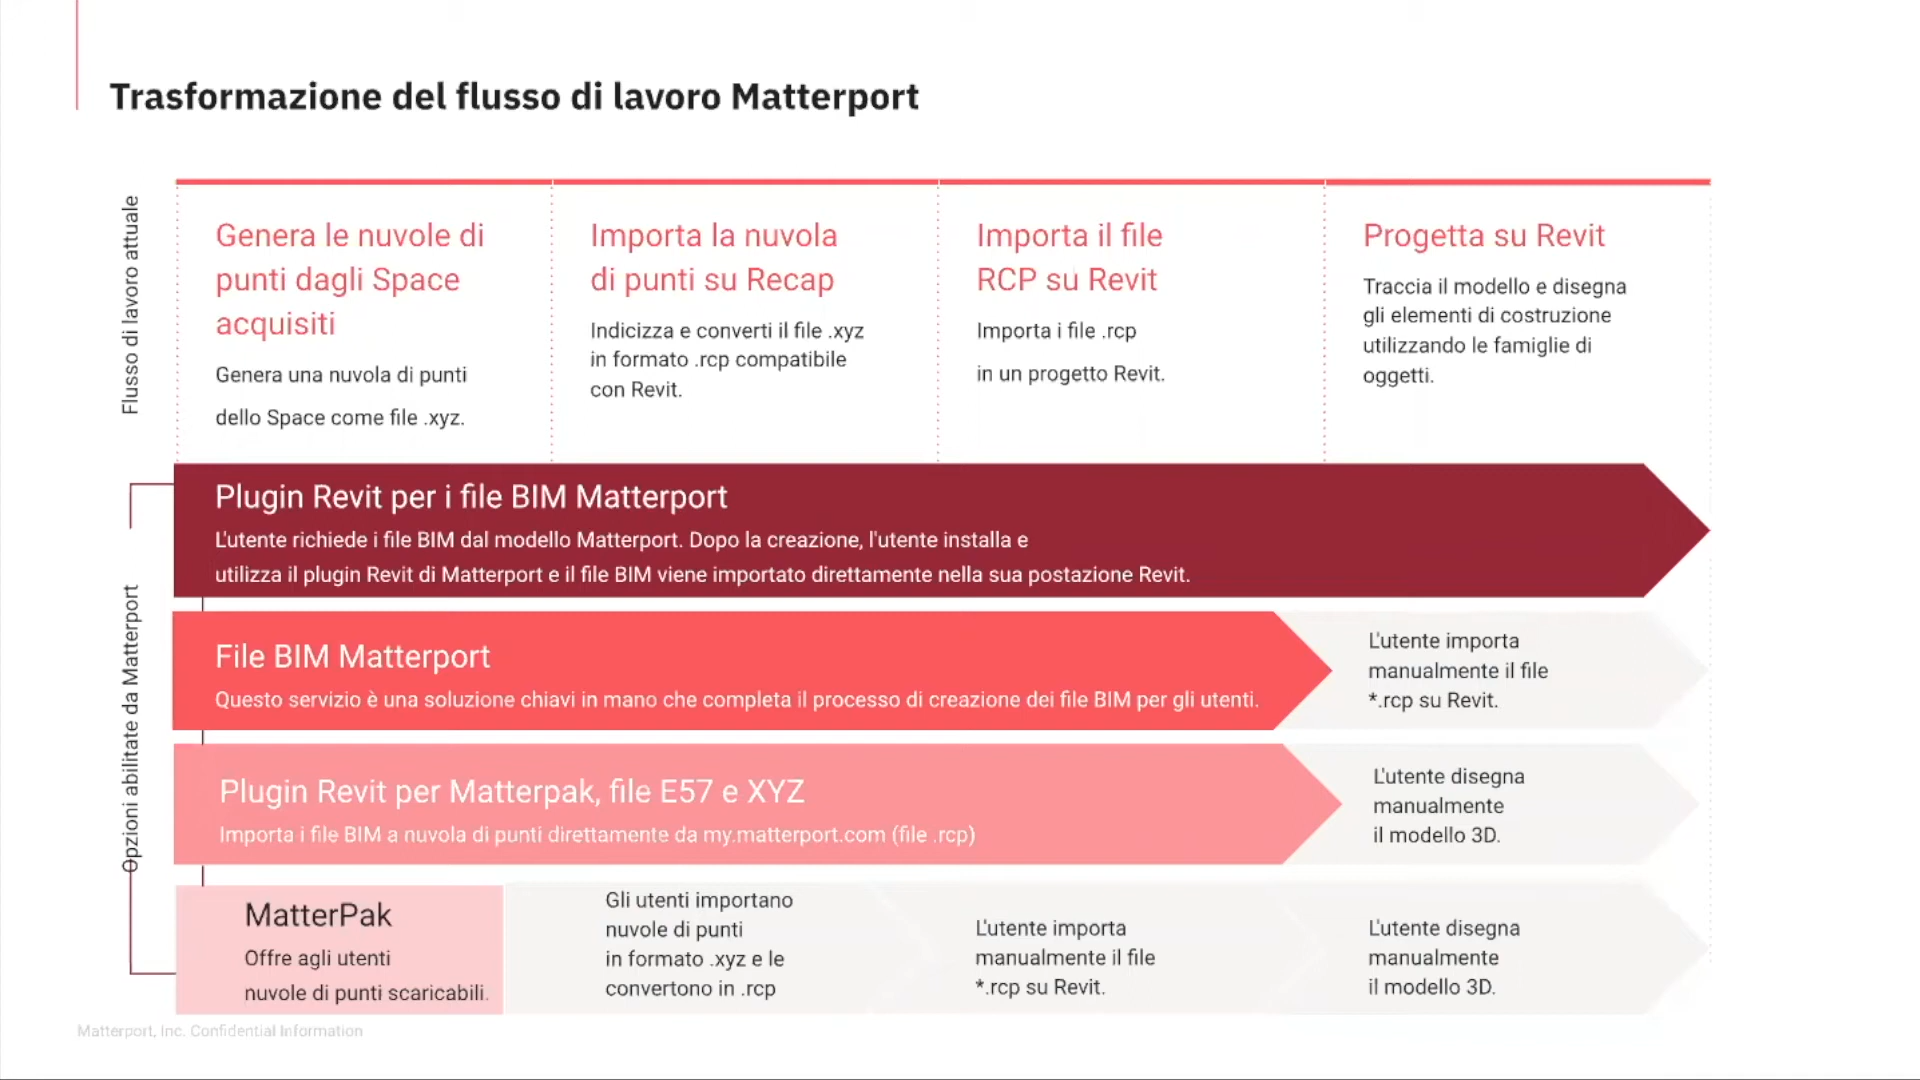 Trasformazione del flusso di lavoro Matterport
Flusso di lavoro attuale
Genera le nuvole di
punti dagli Space
acquisiti
Genera una nuvola di punti
dello Space come file .xyz.
Importa la nuvola
di punti su Recap
Indicizza e converti il file .xyz
in formato .rcp compatibile
con Revit.
Importa il file
RCP su Revit
Importa i file .rcp
in un progetto Revit.
Progetta su Revit
Traccia il modello e disegna
gli elementi di costruzione
utilizzando le famiglie di
oggetti.
Opzioni abilitate da Matterport
Plugin Revit per i file BIM Matterport
L'utente richiede i file BIM dal modello Matterport. Dopo la creazione, l'utente installa e
utilizza il plugin Revit di Matterport e il file BIM viene importato direttamente nella sua postazione Revit.
File BIM Matterport
Questo servizio è una soluzione chiavi in mano che completa il processo di creazione dei file BIM per gli utenti.
L'utente importa
manualmente il file
*.rcp su Revit.
Plugin Revit per Matterpak, file E57 e XYZ
Importa i file BIM a nuvola di punti direttamente da my.matterport.com (file .rcp)
L'utente disegna
manualmente
il modello 3D.
MatterPak
Offre agli utenti
nuvole di punti scaricabili.
Gli utenti importano
nuvole di punti
in formato .xyz e le
convertono in .rcp
L'utente importa
manualmente il file
*.rcp su Revit.
L'utente disegna
manualmente
il modello 3D.
Matterport, Inc. Confidential Information